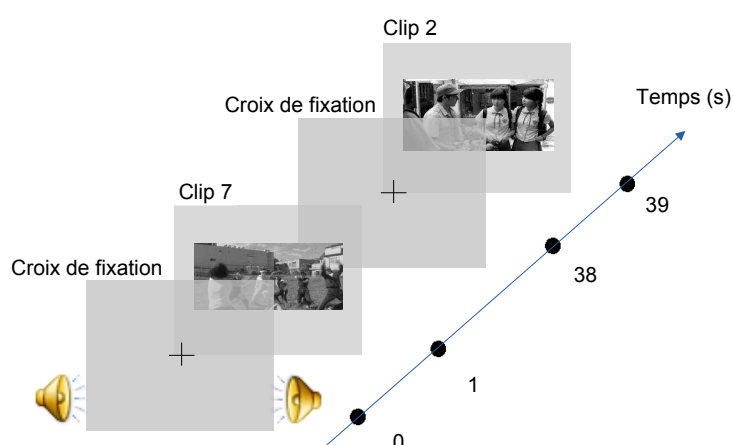 Clip 2
Croix de fixation
Temps (s)
Clip 7
39
Croix de fixation
38
1
0